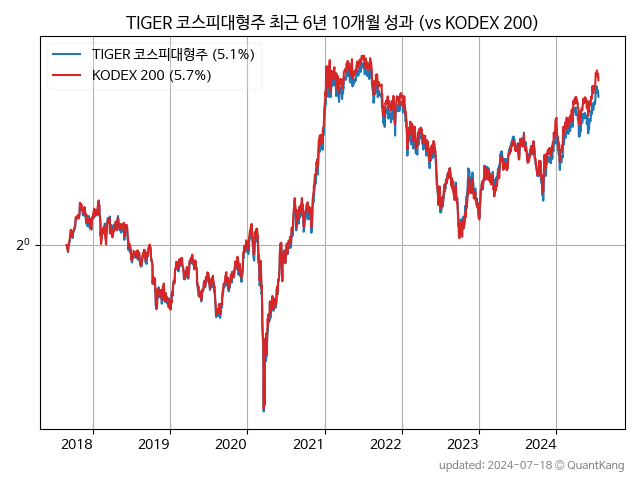 TIGER 코스피대형주 최근 6년 10개월 성과 (vs KODEX 200)
TIGER 코스피대형주 (5.1%)
KODEX 200 (5.7%)
2⁰
2018 2019 2020 2021 2022 2023 2024
updated: 2024-07-18 © QuantKang